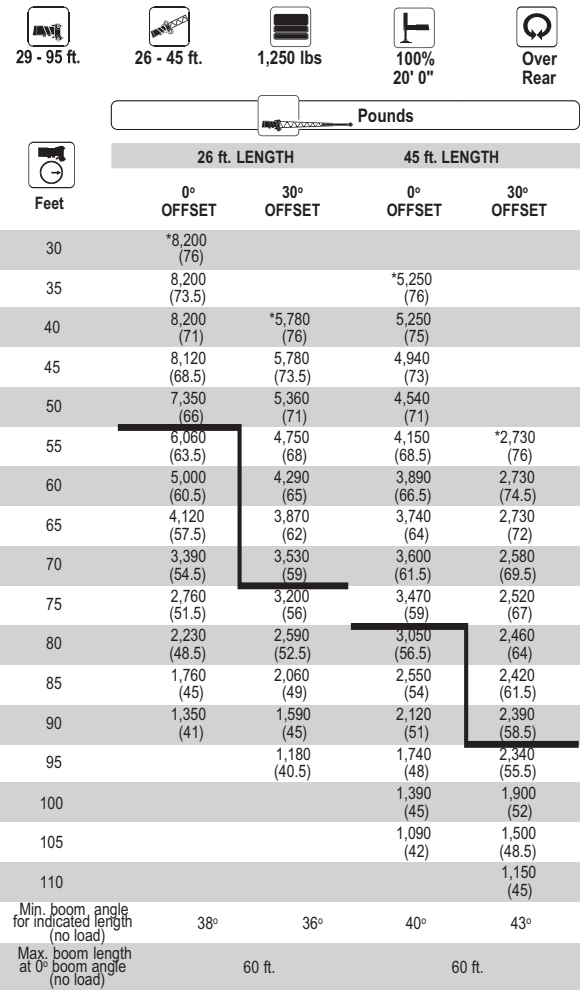 29 - 95 ft. 26 - 45 ft. 1,250 lbs 100% Over
20' 0" Rear
Pounds
26 ft. LENGTH 45 ft. LENGTH
Feet 0° 30° 0° 30°
OFFSET OFFSET OFFSET OFFSET
30 *8,200
(76)
35 8,200 *5,250
(73.5) (76)
40 8,200 *5,780 5,250
(71) (76) (75)
45 8,120 5,780 4,940
(68.5) (73.5) (73)
50 7,350 5,360 4,540
(66) (71) (71)
55 6,060 4,750 4,150 *2,730
(63.5) (68) (68.5) (76)
60 5,000 4,290 3,890 2,730
(60.5) (65) (66.5) (74.5)
65 4,120 3,870 3,740 2,730
(57.5) (62) (64) (72)
70 3,390 3,530 3,600 2,580
(54.5) (59) (61.5) (69.5)
75 2,760 3,200 3,470 2,520
(51.5) (56) (59) (67)
80 2,230 2,590 3,050 2,460
(48.5) (52.5) (56.5) (64)
85 1,760 2,060 2,550 2,420
(45) (49) (54) (61.5)
90 1,350 1,590 2,120 2,390
(41) (45) (51) (58.5)
95 1,180 1,740 2,340
(40.5) (48) (55.5)
100 1,390 1,900
(45) (52)
105 1,090 1,500
(42) (48.5)
110 1,150
(45)
Min. boom angle
for indicated length 38° 36° 40° 43°
(no load)
Max. boom length
at 0° boom angle 60 ft. 60 ft.
(no load)